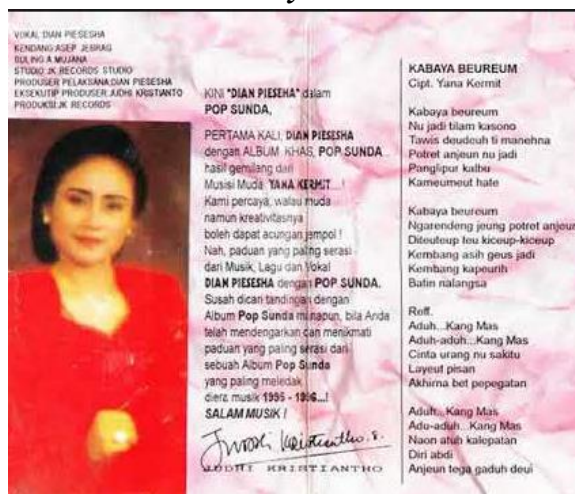 VOKAL DIAN PIESESHA
KENDANG ASEP JEBRAG
SULING A MUJANA
STUDIO JK RECORDS STUDIO
PRODUSER PELAKSANA DIAN PIESESHA
EKSEKUTIP PRODUSER JUDHI KRISTIANTO
PRODUKSI JK RECORDS
KINI "DIAN PIESEHA" dalam
POP SUNDA,
PERTAMA KALI, DIAN PIESESHA
dengan ALBUM KHAS, POP SUNDA
hasil gemilang dari
Musisi Muda, YANA KERMIT...!
Kami percaya, walau muda
namun kreativitasnya
boleh dapat acungan jempol !
Nah, paduan yang paling serasi
dari Musik, Lagu dan Vokal
DIAN PIESESHA dengan POP SUNDA.
Susah dicari tandingan dengan
Album Pop Sunda manapun, bila Anda
telah mendengarkan dan menikmati
paduan yang paling serasi dari
sebuah Album Pop Sunda
yang paling meledak
diera musik 1995 - 1996...!
SALAM MUSIK !
JUDHI KRISTIANTHO
KABAYA BEUREUM
Cipt. Yana Kermit
Kabaya beureum
Nu jadi tilam kasono
Tawis deudeuh ti manehna
Potret anjeun nu jadi
Panglipur kalbu
Kameumeut hate
Kabaya beureum
Ngarendeng jeung potret anjeun
Diteuteup teu kiceup-kiceup
Kembang asih geus jadi
Kembang kapeurih
Batin nalangsa
Reff.
Aduh...Kang Mas
Aduh-aduh...Kang Mas
Cinta urang nu sakitu
Layeut pisan
Akhirna bet pepegatan
Aduh...Kang Mas
Adu-aduh...Kang Mas
Naon atuh kalepatan
Diri abdi
Anjeun tega gaduh deui